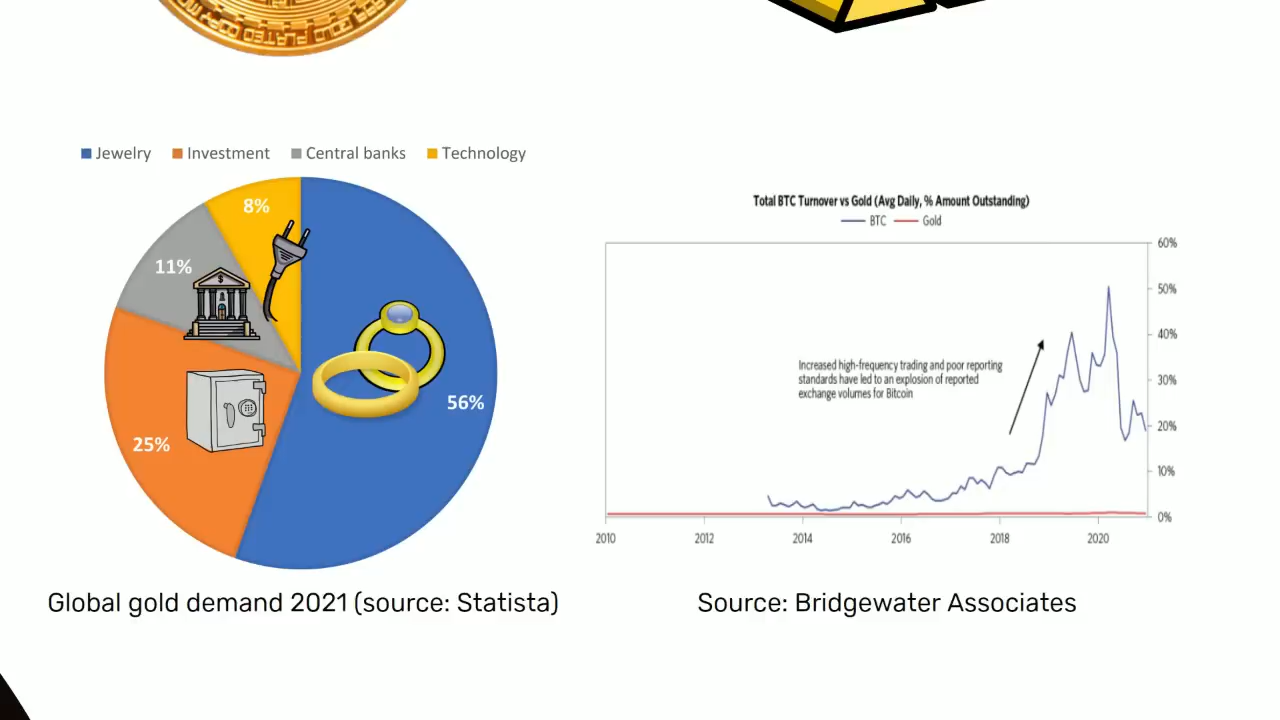 GOLD PLATED
Jewelry Investment Central banks Technology
8%
11%
56%
25%
Global gold demand 2021 (source: Statista)
Total BTC Turnover vs Gold (Avg Daily, % Amount Outstanding)
BTC Gold
60%
50%
40%
30%
20%
10%
0%
Increased high-frequency trading and poor reporting
standards have led to an explosion of reported
exchange volumes for Bitcoin
2010 2012 2014 2016 2018 2020
Source: Bridgewater Associates